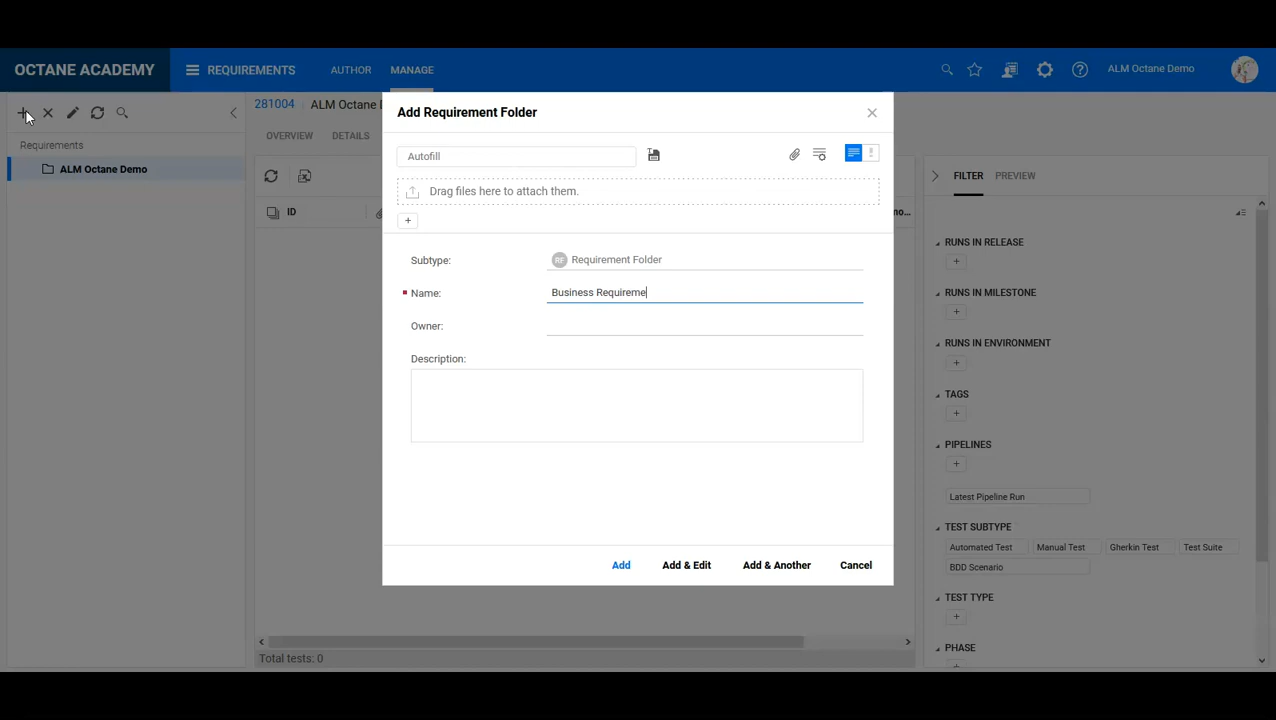 OCTANE ACADEMY
REQUIREMENTS
AUTHOR
MANAGE
ALM Octane Demo
Requirements
ALM Octane Demo
281004
ALM Octane D
OVERVIEW
DETAILS
ID
Add Requirement Folder
Autofill
Drag files here to attach them.
Subtype:
RF Requirement Folder
Name:
Business Requireme
Owner:
Description:
Add
Add & Edit
Add & Another
Cancel
Total tests: 0
no...
FILTER
PREVIEW
RUNS IN RELEASE
RUNS IN MILESTONE
RUNS IN ENVIRONMENT
TAGS
PIPELINES
Latest Pipeline Run
TEST SUBTYPE
Automated Test
Manual Test
Gherkin Test
Test Suite
BDD Scenario
TEST TYPE
PHASE